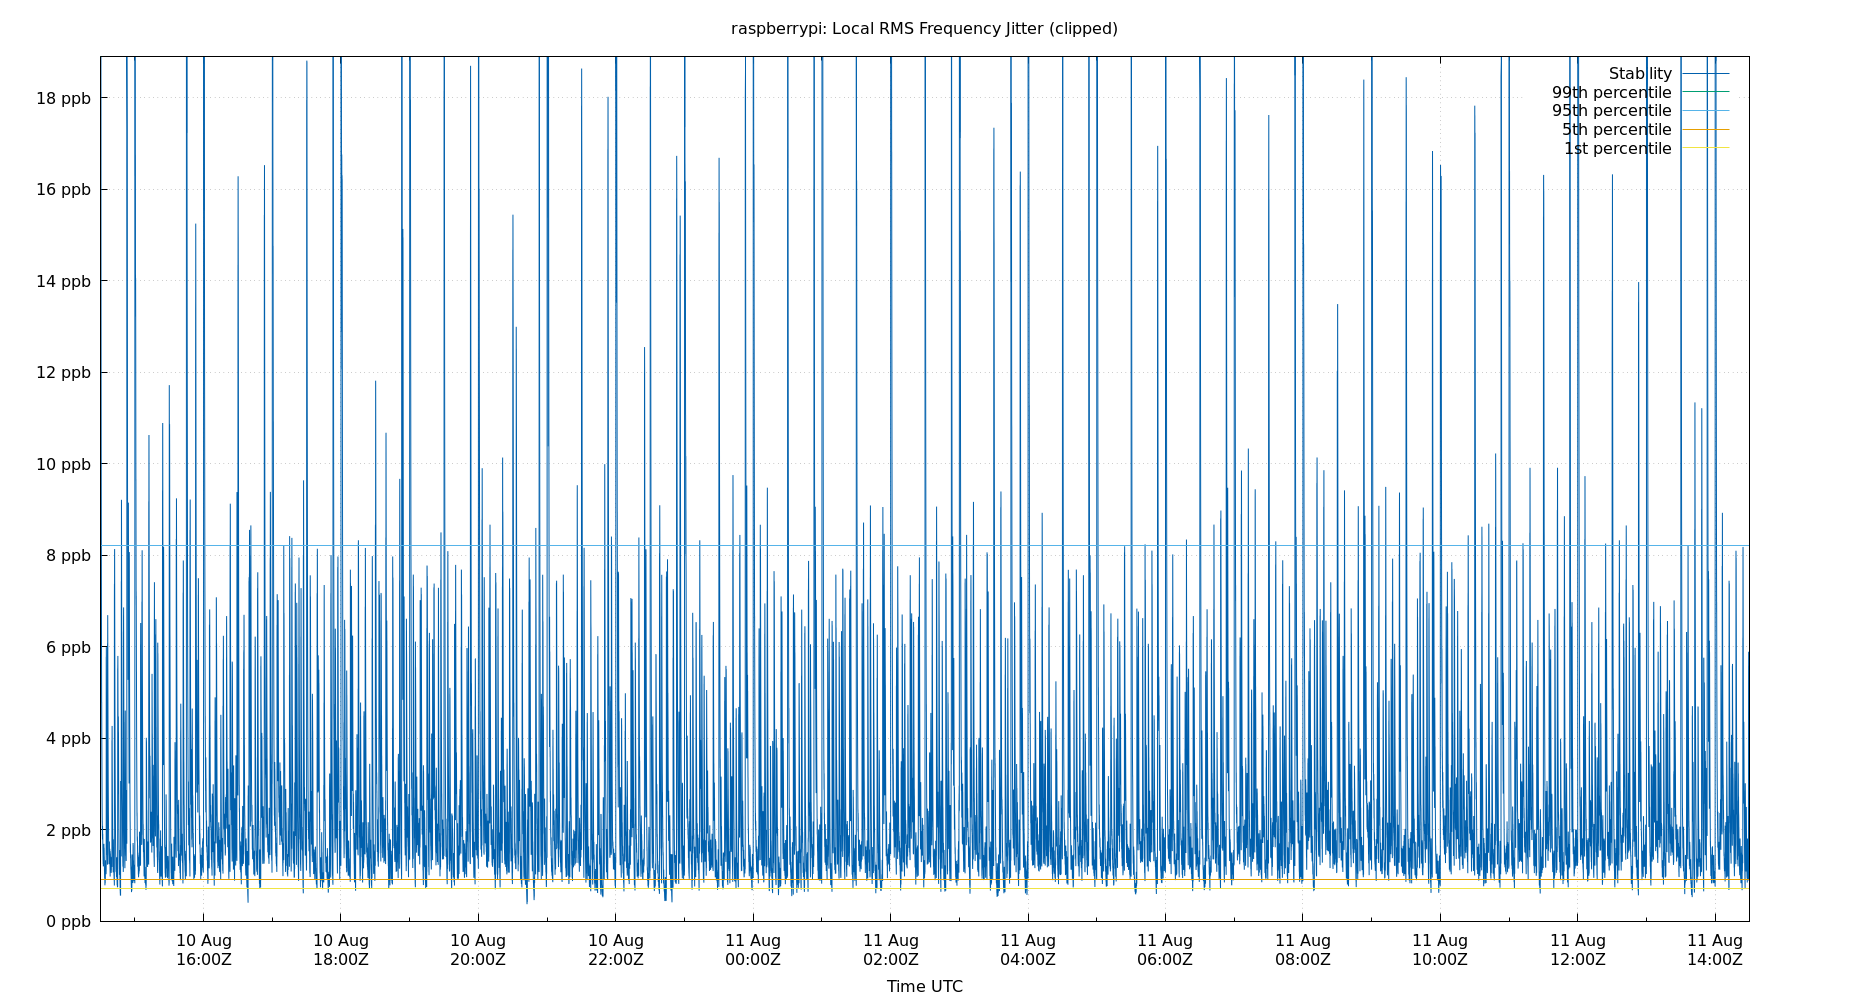 raspberrypi: Local RMS Frequency Jitter (clipped)
Stability
99th percentile
95th percentile
5th percentile
1st percentile
18 ppb
16 ppb
14 ppb
12 ppb
10 ppb
8 ppb
6 ppb
4 ppb
2 ppb
0 ppb
10 Aug 10 Aug 10 Aug 10 Aug 11 Aug 11 Aug 11 Aug 11 Aug 11 Aug 11 Aug 11 Aug 11 Aug
16:00Z 18:00Z 20:00Z 22:00Z 00:00Z 02:00Z 04:00Z 06:00Z 08:00Z 10:00Z 12:00Z 14:00Z
Time UTC